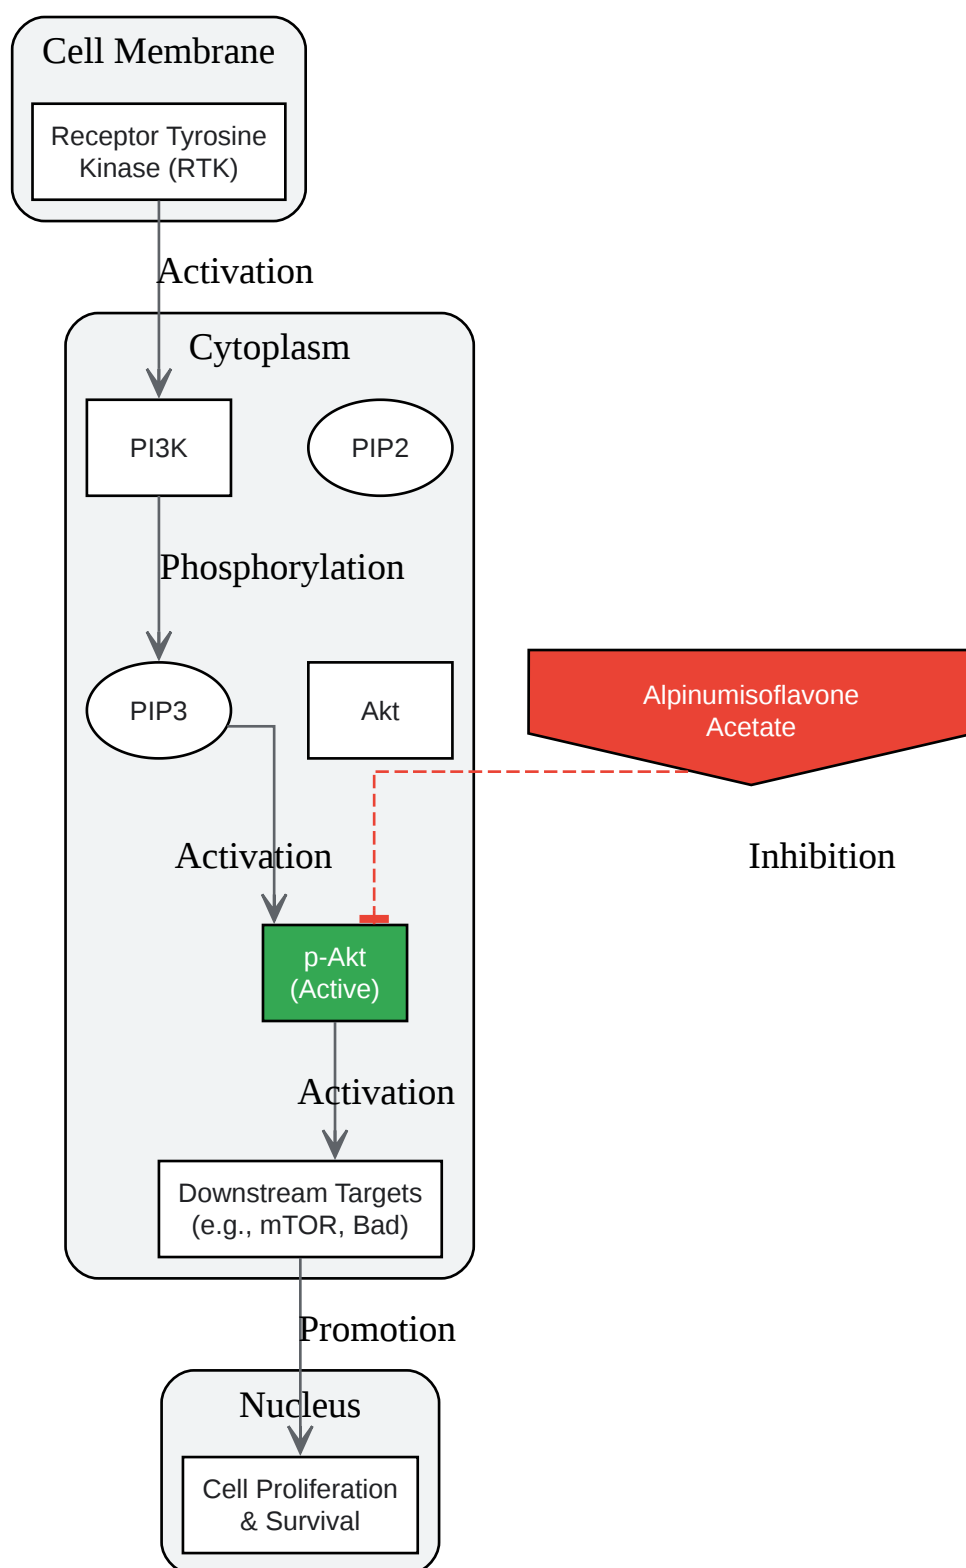 Cell Membrane
Receptor Tyrosine
Kinase (RTK)
Activation
Cytoplasm
PI3K
PIP2
Phosphorylation
PIP3
Akt
Alpinumisoflavone
Acetate
Activation
Inhibition
p-Akt
(Active)
Activation
Downstream Targets
(e.g., mTOR, Bad)
Promotion
Nucleus
Cell Proliferation
& Survival